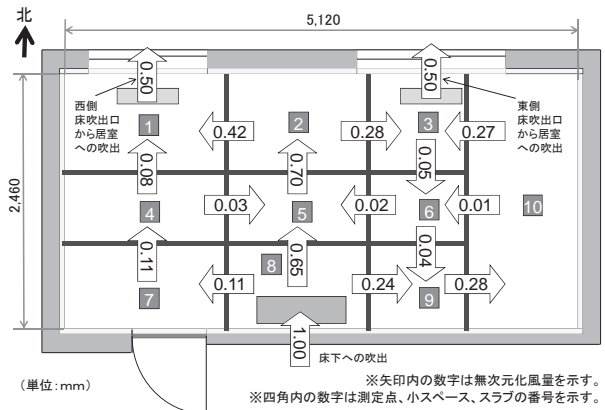 北
5,120
0.50
0.50
西側
床吹出口
から居室
への吹出
東側
床吹出口
から居室
への吹出
1
2
3
0.42
0.28
0.27
0.08
0.70
0.05
2,460
4
0.03
5
0.02
6
0.01
10
0.11
0.65
0.04
7
0.11
8
0.24
9
0.28
1.00
床下への吹出
(単位:mm)
※矢印内の数字は無次元化風量を示す。
※四角内の数字は測定点、小スペース、スラブの番号を示す。